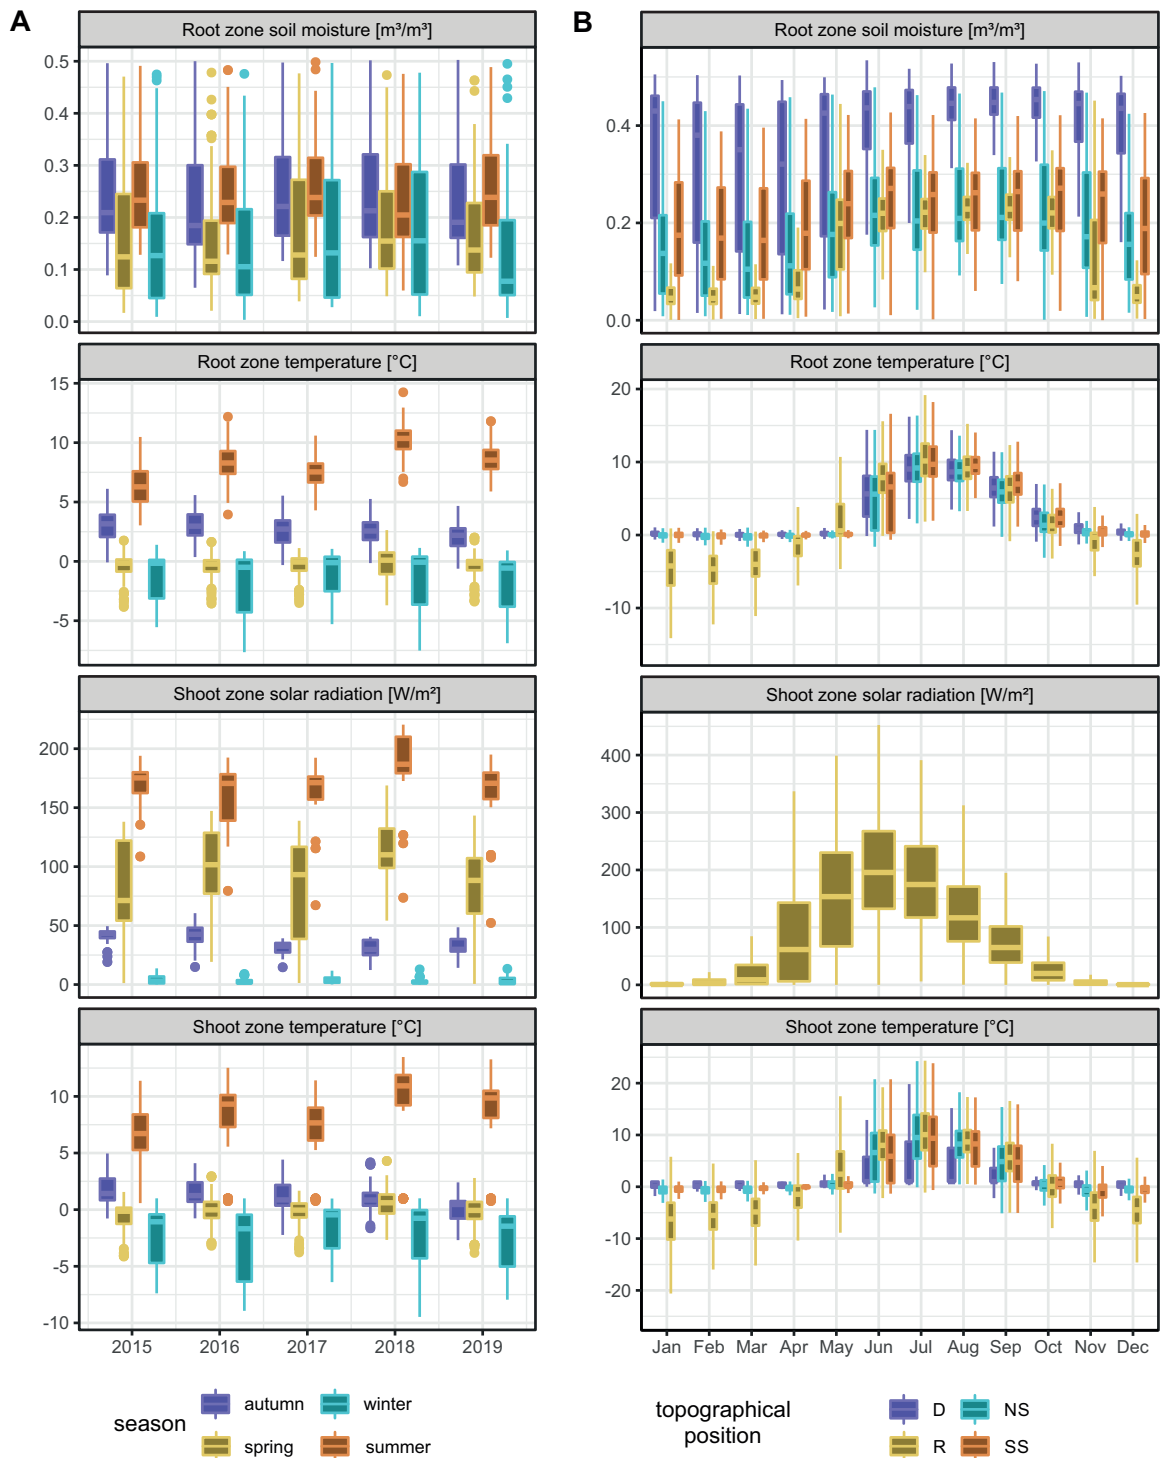 A
Root zone soil moisture [m³/m³]
0.5
0.4
0.3
0.2
0.1
0.0
Root zone temperature [°C]
15
10
5
0
-5
Shoot zone solar radiation [W/m²]
200
150
100
50
0
Shoot zone temperature [°C]
10
5
0
-5
-10
2015 2016 2017 2018 2019
season
autumn winter
spring summer
B
Root zone soil moisture [m³/m³]
0.4
0.2
0.0
Root zone temperature [°C]
20
10
0
-10
Shoot zone solar radiation [W/m²]
400
300
200
100
0
Shoot zone temperature [°C]
20
10
0
-10
-20
Jan Feb Mar Apr May Jun Jul Aug Sep Oct Nov Dec
topographical
position
D NS
R SS